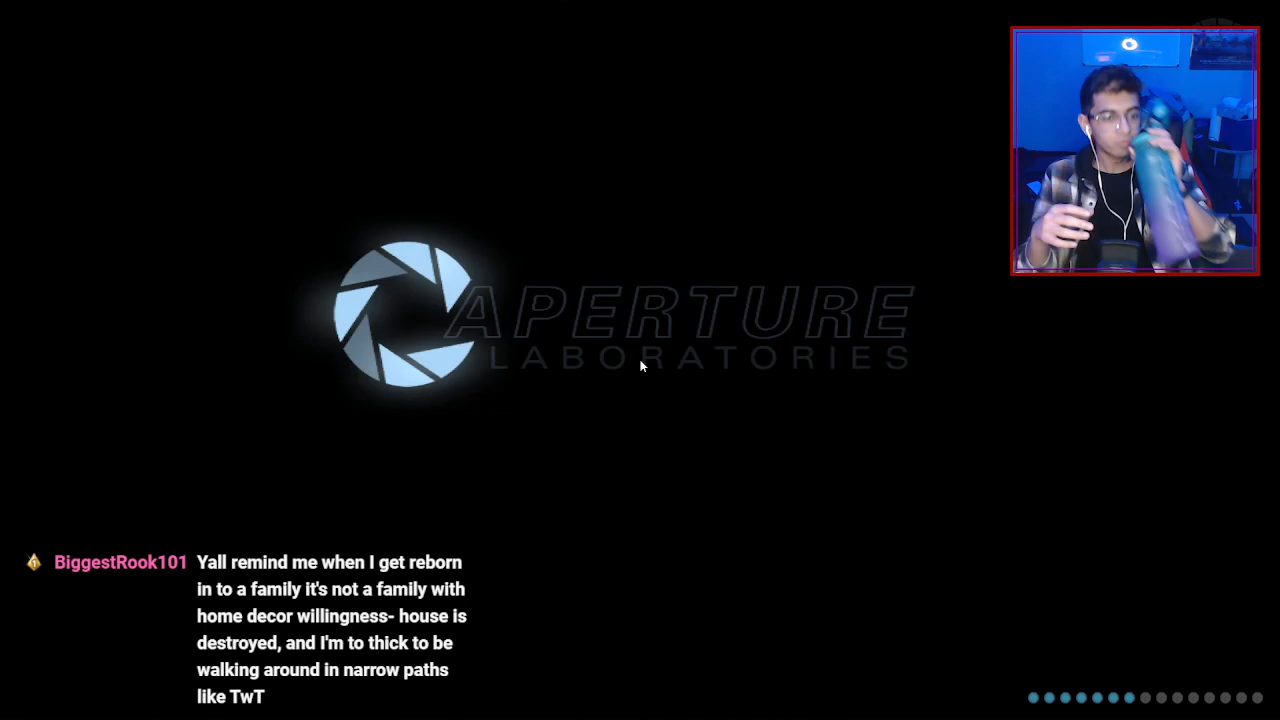 APERTURE
LABORATORIES
BiggestRook101 Yall remind me when I get reborn
in to a family it's not a family with
home decor willingness- house is
destroyed, and I'm to thick to be
walking around in narrow paths
like TwT